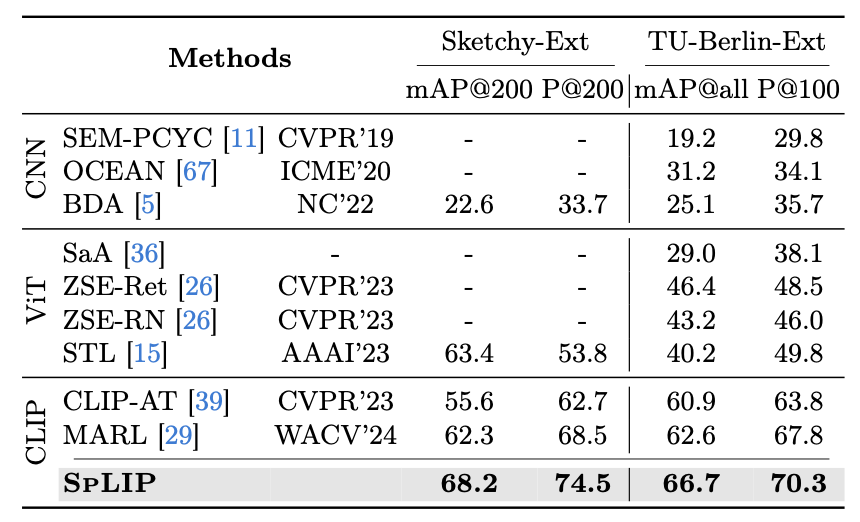 Methods Sketchy-Ext TU-Berlin-Ext
mAP@200 P@200 mAP@all P@100
CNN
SEM-PCYC [11] CVPR'19 - - 19.2 29.8
OCEAN [67] ICME'20 - - 31.2 34.1
BDA [5] NC'22 22.6 33.7 25.1 35.7
ViT
SaA [36] - - - 29.0 38.1
ZSE-Ret [26] CVPR'23 - - 46.4 48.5
ZSE-RN [26] CVPR'23 - - 43.2 46.0
STL [15] AAAI'23 63.4 53.8 40.2 49.8
CLIP
CLIP-AT [39] CVPR'23 55.6 62.7 60.9 63.8
MARL [29] WACV'24 62.3 68.5 62.6 67.8
SpLIP 68.2 74.5 66.7 70.3